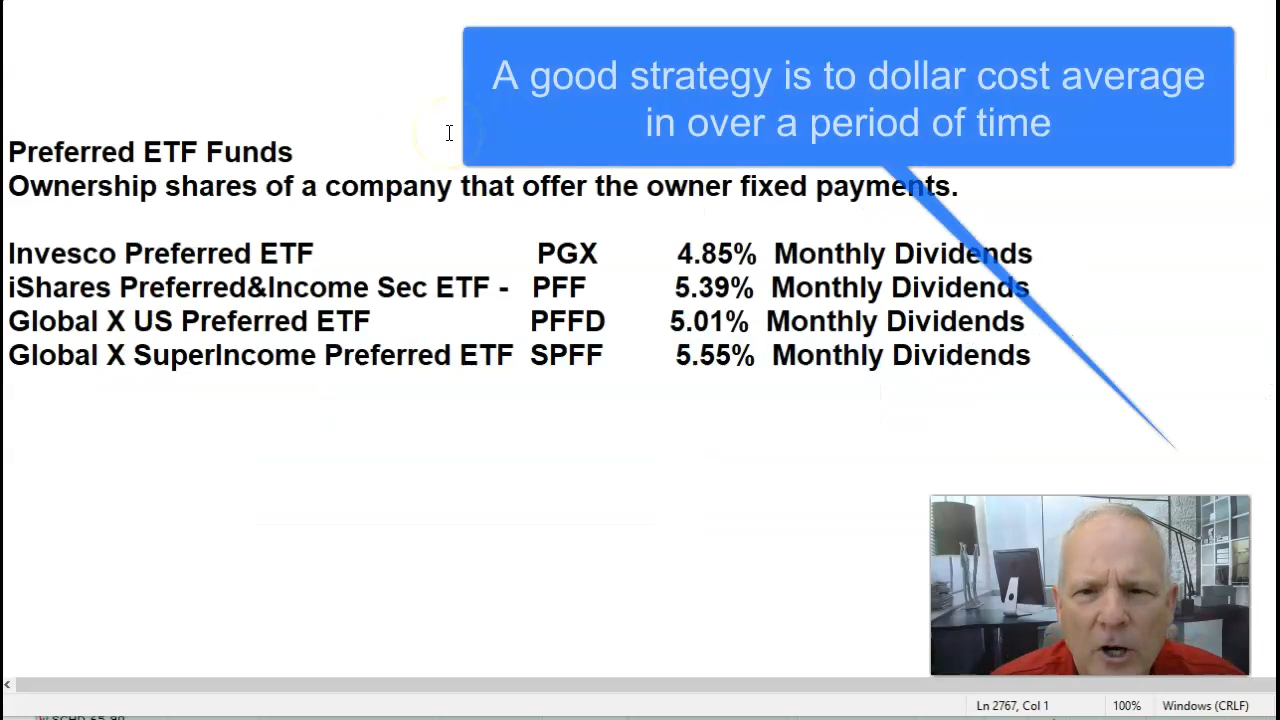 A good strategy is to dollar cost average
in over a period of time
Preferred ETF Funds
Ownership shares of a company that offer the owner fixed payments.
Invesco Preferred ETF PGX 4.85% Monthly Dividends
iShares Preferred&Income Sec ETF - PFF 5.39% Monthly Dividends
Global X US Preferred ETF PFFD 5.01% Monthly Dividends
Global X SuperIncome Preferred ETF SPFF 5.55% Monthly Dividends
Ln 2767, Col 1 100% Windows (CRLF)